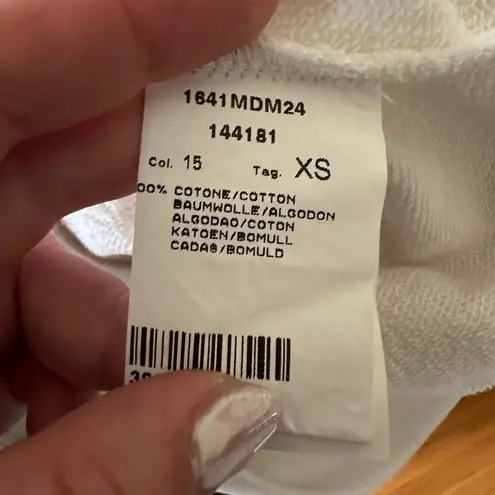 1641MDM24
144181
Col. 15 Tag. XS
00% COTONE/COTTON
BAUMWOLLE/ALGODON
ALGODAO/COTON
KATOEN/BOMULL
CADAS/BOMULD